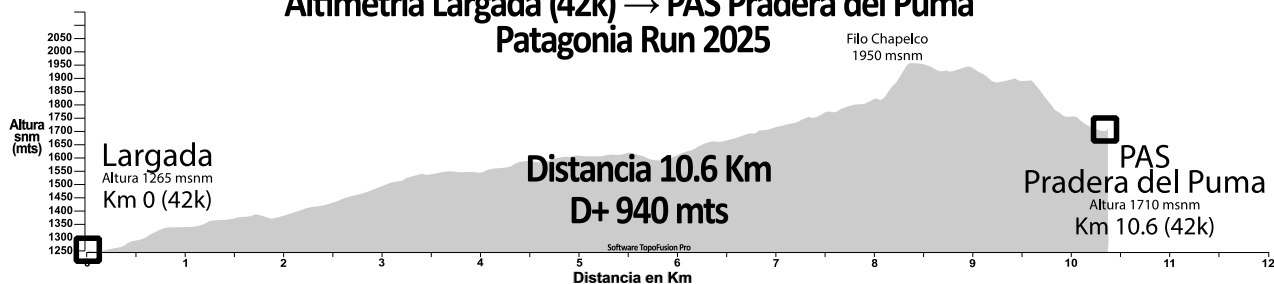 Altimetría Largada (42k) → PAS Pradera del Puma
Patagonia Run 2025
Filo Chapelco
1950 msnm
2050
2000
1950
1900
1850
1800
1750
1700
1650
1600
1550
1500
1450
1400
1350
1300
1250
Altura
snm
(mts)
Largada
Altura 1265 msnm
Km 0 (42k)
Distancia 10.6 Km
D+ 940 mts
Software TopoFusion Pro
PAS
Pradera del Puma
Altura 1710 msnm
Km 10.6 (42k)
0 1 2 3 4 5 6 7 8 9 10 11 12
Distancia en Km